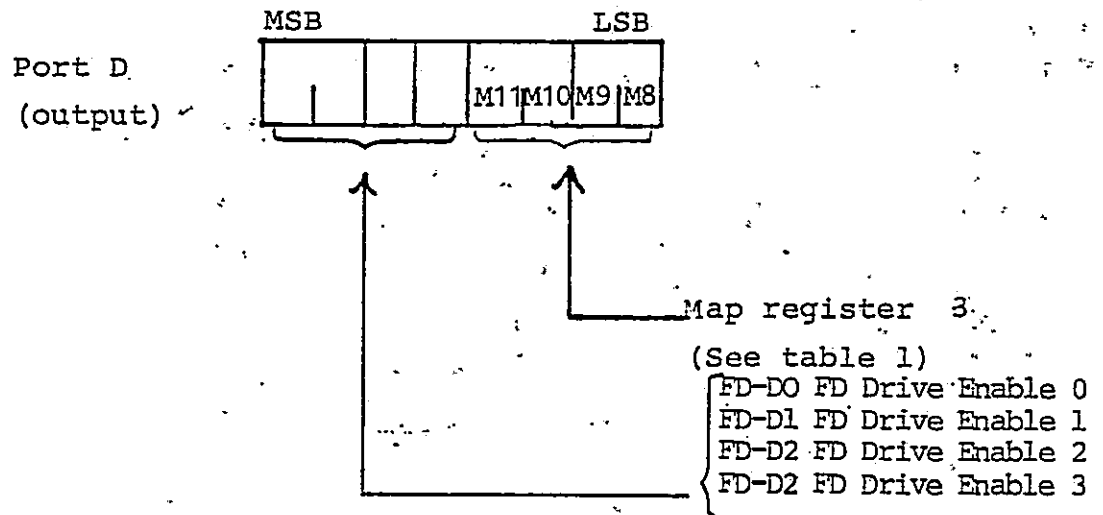 MSB LSB
Port D
(output)
M11 M10 M9 M8
Map register 3
(See table 1)
FD-D0 FD Drive Enable 0
FD-D1 FD Drive Enable 1
FD-D2 FD Drive Enable 2
FD-D2 FD Drive Enable 3